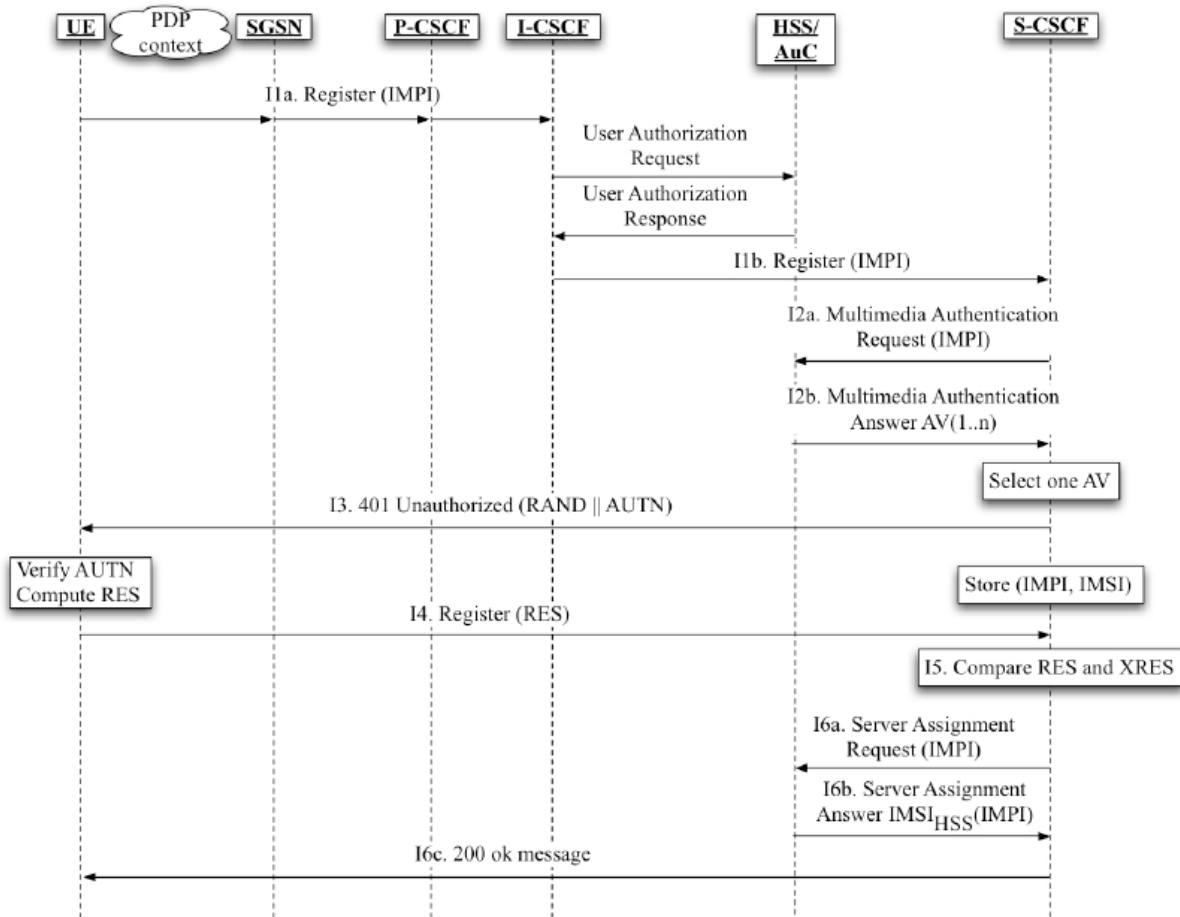 UE
PDP
context
SGSN
P-CSCF
I-CSCF
HSS/
AuC
S-CSCF
I1a. Register (IMPI)
User Authorization
Request
User Authorization
Response
I1b. Register (IMPI)
I2a. Multimedia Authentication
Request (IMPI)
I2b. Multimedia Authentication
Answer AV(1..n)
Select one AV
I3. 401 Unauthorized (RAND || AUTN)
Verify AUTN
Compute RES
Store (IMPI, IMSI)
I4. Register (RES)
I5. Compare RES and XRES
I6a. Server Assignment
Request (IMPI)
I6b. Server Assignment
Answer IMSI_HSS(IMPI)
I6c. 200 ok message